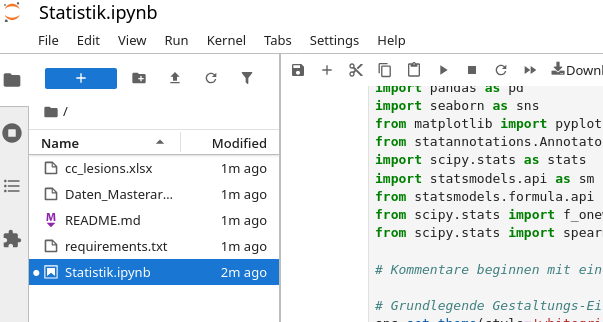 Statistik.ipynb
File Edit View Run Kernel Tabs Settings Help
+
/
Name Modified
cc_lesions.xlsx 1m ago
Daten_Masterar... 1m ago
README.md 1m ago
requirements.txt 1m ago
Statistik.ipynb 2m ago
Downl
import pandas as pd
import seaborn as sns
from matplotlib import pyplot
from statannotations.Annotato
import scipy.stats as stats
import statsmodels.api as sm
from statsmodels.formula.api
from scipy.stats import f_onew
from scipy.stats import spear
# Kommentare beginnen mit ein
# Grundlegende Gestaltungs-Ei